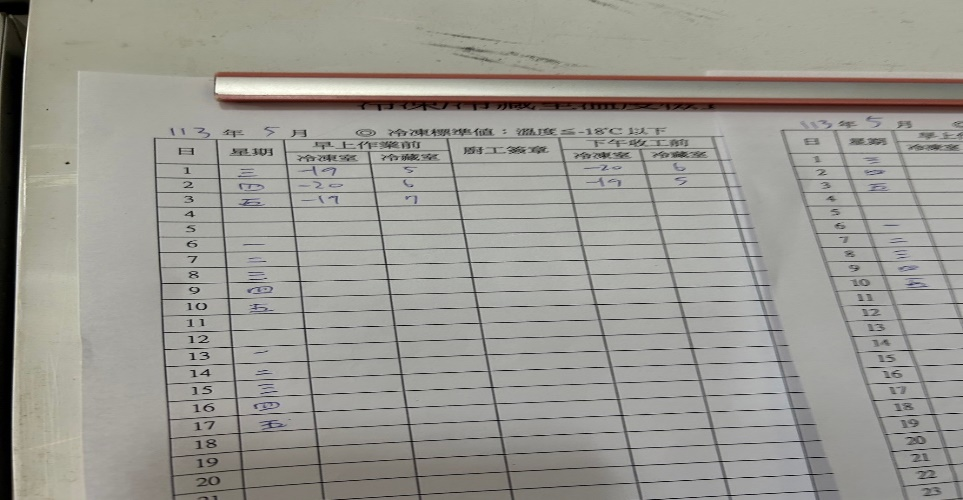 113 年 5 月 ◎ 冷凍標準值：溫度≦-18℃以下
日 星期 早上作業前 廚工簽章 下午收工前
冷凍室 冷藏室 冷凍室 冷藏室
1 三 -19 5 -20 6
2 四 -20 6 -19 5
3 五 -19 7
4
5
6 一
7 二
8 三
9 四
10 五
11
12
13 一
14 二
15 三
16 四
17 五
18
19
20
21
113 年 5 月
日 星期
冷凍室
1 三
2 四
3 五
4
5
6 一
7 二
8 三
9 四
10 五
11
12
13
14
15
16
17
18
19
20
21
22
23